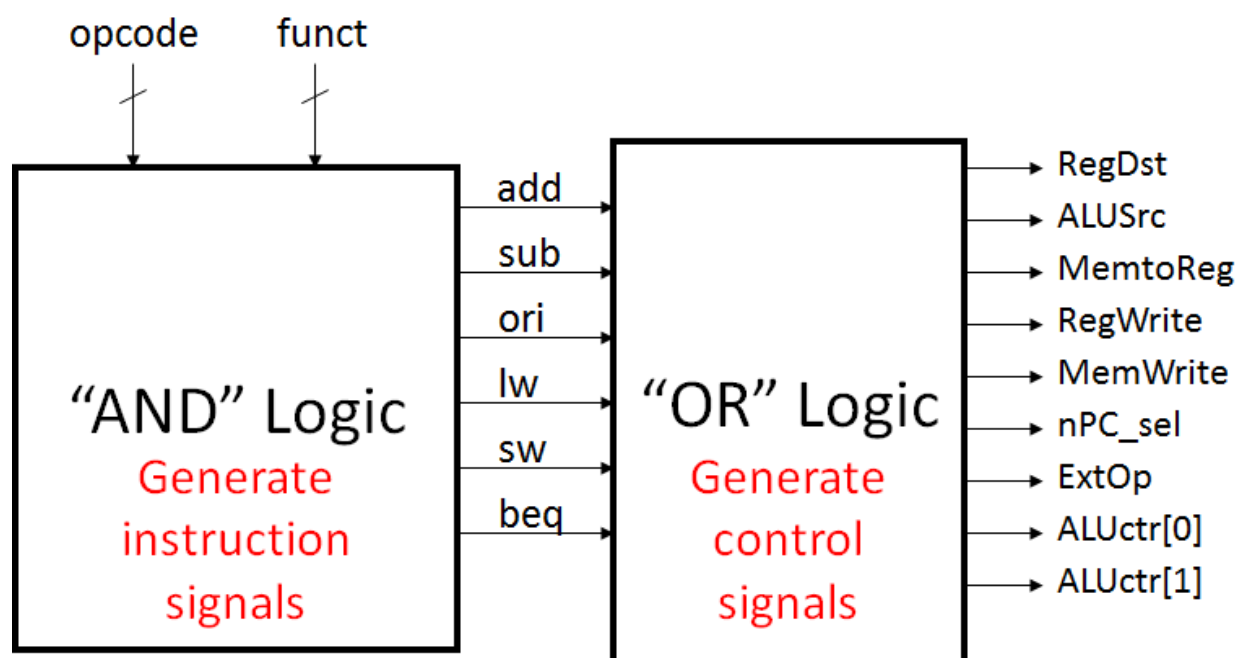 opcode funct
add
sub
ori
lw
sw
beq
“AND” Logic
Generate
instruction
signals
“OR” Logic
Generate
control
signals
RegDst
ALUSrc
MemtoReg
RegWrite
MemWrite
nPC_sel
ExtOp
ALUctr[0]
ALUctr[1]